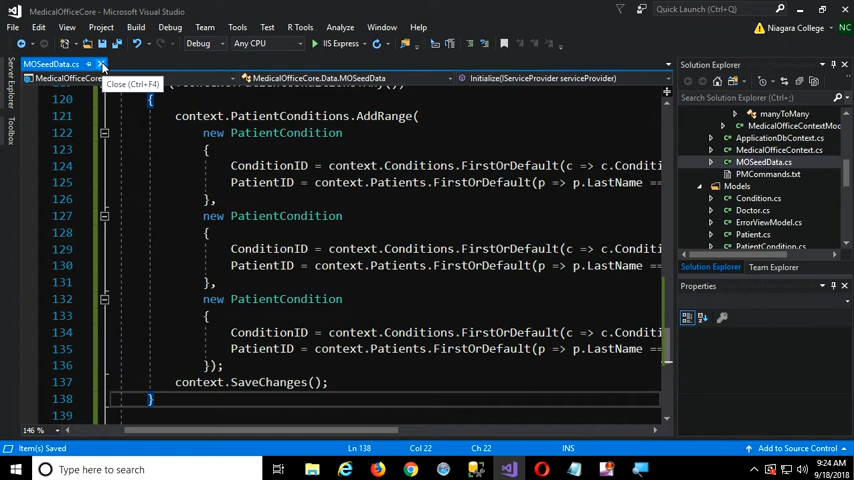 MedicalOfficeCore - Microsoft Visual Studio
Quick Launch (Ctrl+Q)
File Edit View Project Build Debug Team Tools Test R Tools Analyze Window Help
Niagara College NC
Debug Any CPU IIS Express
MOSeedData.cs
Close (Ctrl+F4)
MedicalOfficeCore MedicalOfficeCore.Data.MOSeedData Initialize(IServiceProvider serviceProvider)
Server Explorer
Toolbox
120 {
121 context.PatientConditions.AddRange(
122 new PatientCondition
123 {
124 ConditionID = context.Conditions.FirstOrDefault(c => c.Conditi
125 PatientID = context.Patients.FirstOrDefault(p => p.LastName ==
126 },
127 new PatientCondition
128 {
129 ConditionID = context.Conditions.FirstOrDefault(c => c.Conditi
130 PatientID = context.Patients.FirstOrDefault(p => p.LastName ==
131 },
132 new PatientCondition
133 {
134 ConditionID = context.Conditions.FirstOrDefault(c => c.Conditi
135 PatientID = context.Patients.FirstOrDefault(p => p.LastName ==
136 });
137 context.SaveChanges();
138 }
139
146 %
Solution Explorer
Search Solution Explorer (Ctrl+;)
manyToMany
MedicalOfficeContextMod
ApplicationDbContext.cs
MedicalOfficeContext.cs
MOSeedData.cs
PMCommands.txt
Models
Condition.cs
Doctor.cs
ErrorViewModel.cs
Patient.cs
PatientCondition.cs
Solution Explorer Team Explorer
Properties
Item(s) Saved Ln 138 Col 22 Ch 22 INS Add to Source Control
Type here to search
9:24 AM
9/18/2018